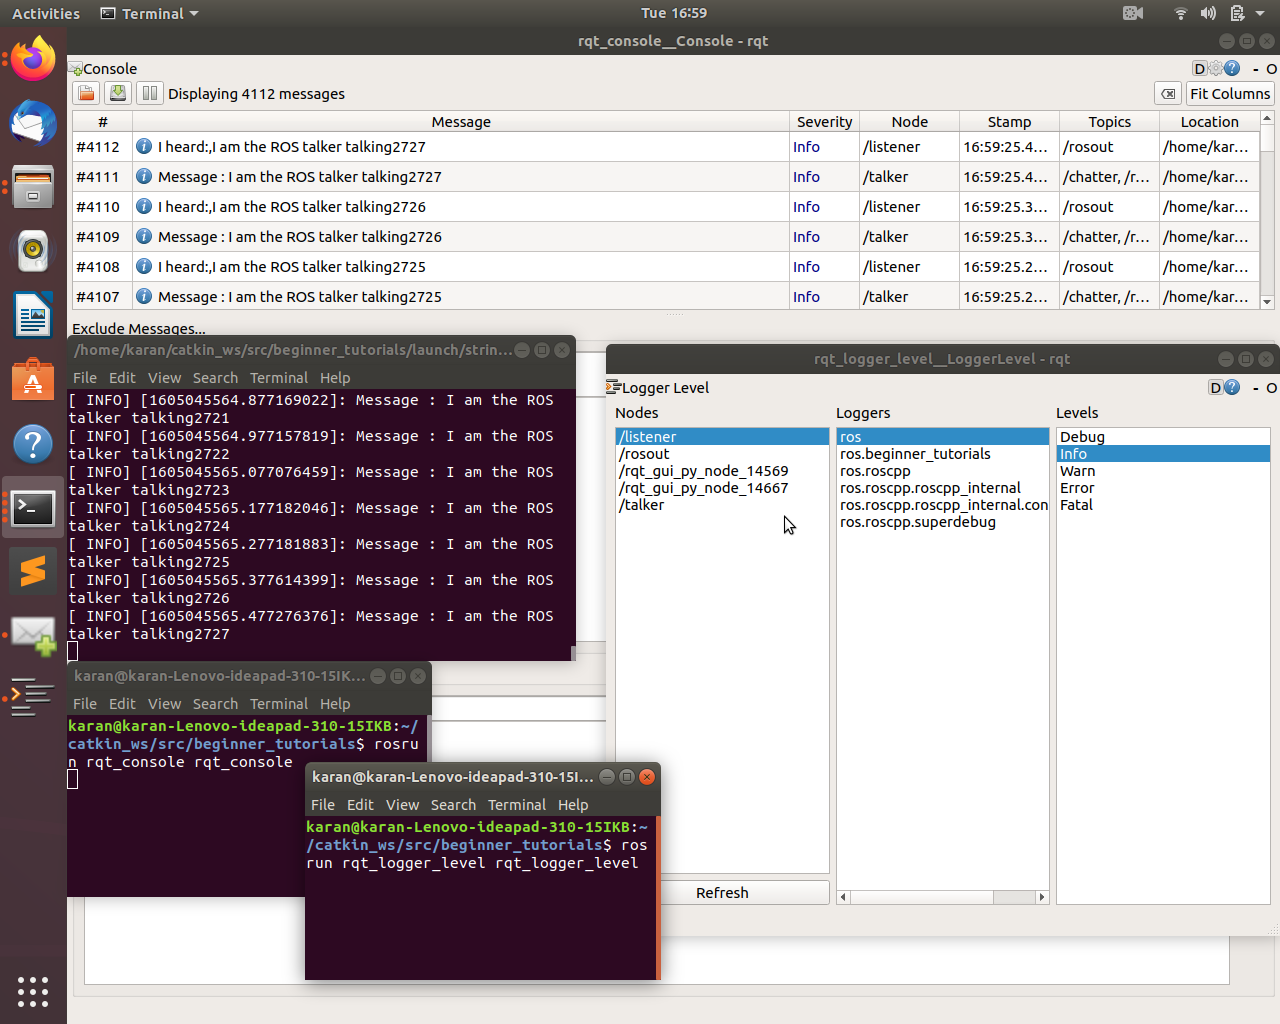 Activities
Terminal
Tue 16:59
rqt_console__Console - rqt
Console
D
- O
Displaying 4112 messages
Fit Columns
# Message Severity Node Stamp Topics Location
#4112 I heard:,I am the ROS talker talking2727 Info /listener 16:59:25.4... /rosout /home/kar...
#4111 Message : I am the ROS talker talking2727 Info /talker 16:59:25.4... /chatter, /r... /home/kar...
#4110 I heard:,I am the ROS talker talking2726 Info /listener 16:59:25.3... /rosout /home/kar...
#4109 Message : I am the ROS talker talking2726 Info /talker 16:59:25.3... /chatter, /r... /home/kar...
#4108 I heard:,I am the ROS talker talking2725 Info /listener 16:59:25.2... /rosout /home/kar...
#4107 Message : I am the ROS talker talking2725 Info /talker 16:59:25.2... /chatter, /r... /home/kar...
Exclude Messages...
/home/karan/catkin_ws/src/beginner_tutorials/launch/strin...
File Edit View Search Terminal Help
[ INFO] [1605045564.877169022]: Message : I am the ROS
talker talking2721
[ INFO] [1605045564.977157819]: Message : I am the ROS
talker talking2722
[ INFO] [1605045565.077076459]: Message : I am the ROS
talker talking2723
[ INFO] [1605045565.177182046]: Message : I am the ROS
talker talking2724
[ INFO] [1605045565.277181883]: Message : I am the ROS
talker talking2725
[ INFO] [1605045565.377614399]: Message : I am the ROS
talker talking2726
[ INFO] [1605045565.477276376]: Message : I am the ROS
talker talking2727
rqt_logger_level__LoggerLevel - rqt
Logger Level
D
- O
Nodes
/listener
/rosout
/rqt_gui_py_node_14569
/rqt_gui_py_node_14667
/talker
Refresh
Loggers
ros
ros.beginner_tutorials
ros.roscpp
ros.roscpp.roscpp_internal
ros.roscpp.roscpp_internal.con
ros.roscpp.superdebug
Levels
Debug
Info
Warn
Error
Fatal
karan@karan-Lenovo-ideapad-310-15IK...
File Edit View Search Terminal Help
karan@karan-Lenovo-ideapad-310-15IKB:~/
catkin_ws/src/beginner_tutorials$ rosru
n rqt_console rqt_console
karan@karan-Lenovo-ideapad-310-15I...
File Edit View Search Terminal Help
karan@karan-Lenovo-ideapad-310-15IKB:~
/catkin_ws/src/beginner_tutorials$ ros
run rqt_logger_level rqt_logger_level